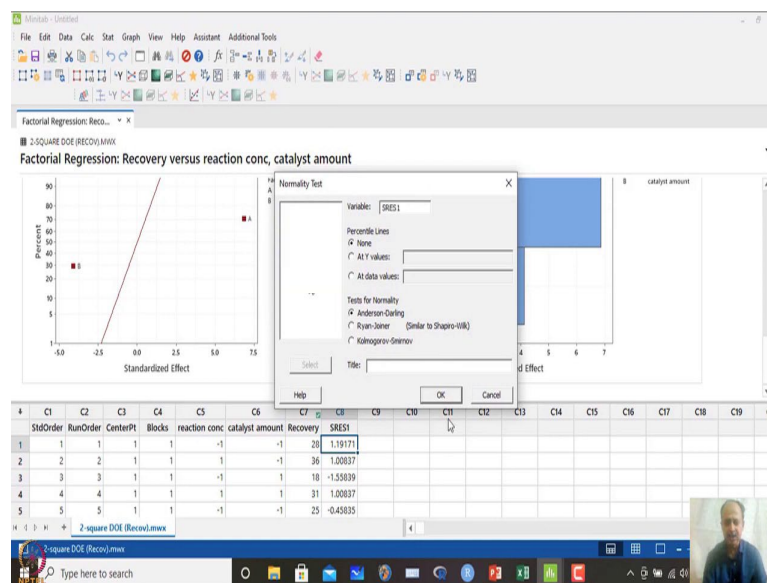 Minitab - Untitled
File Edit Data Calc Stat Graph View Help Assistant Additional Tools
Factorial Regression: Reco...
2-SQUARE DOE (RECOV).MWX
Factorial Regression: Recovery versus reaction conc, catalyst amount
90
80
70
60
50
40
30
20
10
5
1
Percent
A
B
-5.0 -2.5 0.0 2.5 5.0 7.5
Standardized Effect
A
B
Normality Test
Variable: SRES1
Percentile Lines
None
At Y values:
At data values:
Tests for Normality
Anderson-Darling
Ryan-Joiner (Similar to Shapiro-Wilk)
Kolmogorov-Smirnov
Select
Title:
Help OK Cancel
B catalyst amount
4 5 6 7
d Effect
C1 C2 C3 C4 C5 C6 C7 C8 C9 C10 C11 C12 C13 C14 C15 C16 C17 C18 C19
StdOrder RunOrder CenterPt Blocks reaction conc catalyst amount Recovery SRES1
1 1 1 1 1 -1 -1 28 1.19171
2 2 2 1 1 1 -1 36 1.00837
3 3 3 1 1 -1 1 18 -1.55839
4 4 4 1 1 1 1 31 1.00837
5 5 5 1 1 -1 -1 25 -0.45835
2-square DOE (Recov).mwx
2-square DOE (Recov).mwx
NPTEL
Type here to search